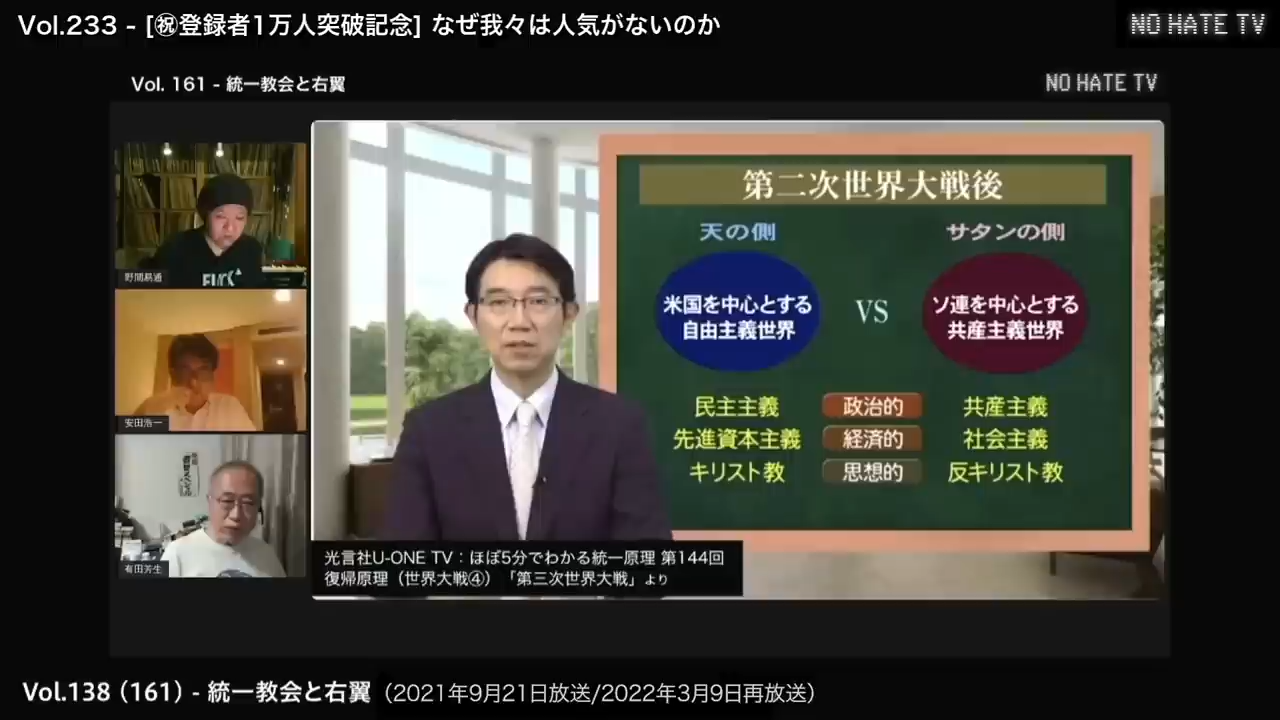 Vol.233 - [㊗登録者1万人突破記念] なぜ我々は人気がないのか
NO HATE TV
Vol. 161 - 統一教会と右翼
NO HATE TV
野間易通
安田浩一
有田芳生
第二次世界大戦後
天の側
サタンの側
米国を中心とする
自由主義世界
VS
ソ連を中心とする
共産主義世界
民主主義 政治的 共産主義
先進資本主義 経済的 社会主義
キリスト教 思想的 反キリスト教
光言社U-ONE TV：ほぼ5分でわかる統一原理 第144回
復帰原理（世界大戦④）「第三次世界大戦」より
Vol.138（161）- 統一教会と右翼（2021年9月21日放送/2022年3月9日再放送）